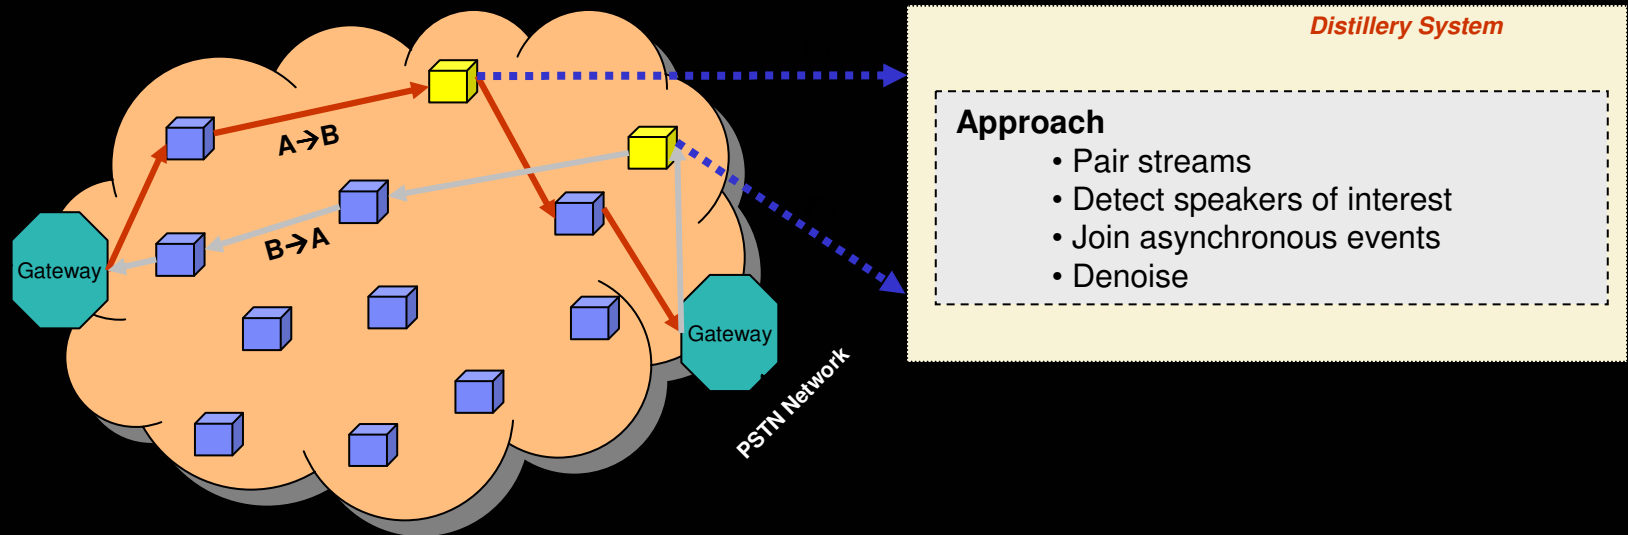 Distillery System
Approach
• Pair streams
• Detect speakers of interest
• Join asynchronous events
• Denoise
A→B
B→A
Gateway
Gateway
PSTN Network